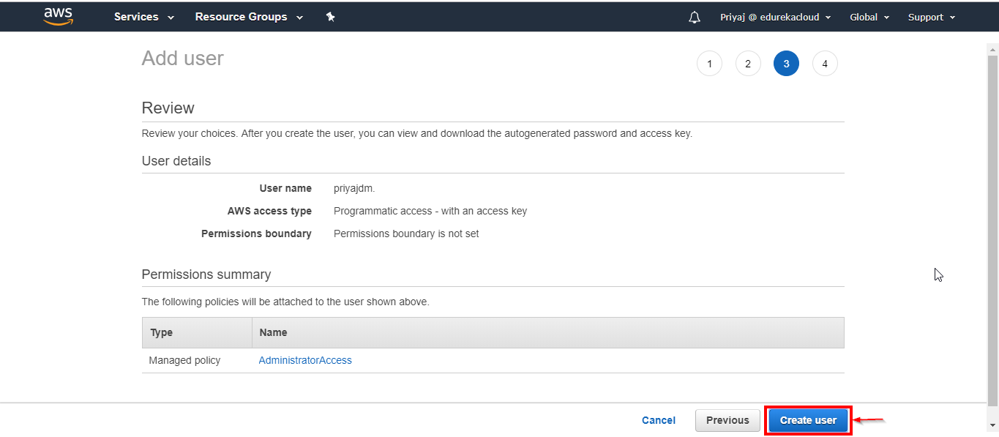 aws Services Resource Groups Priyaj @ edurekacloud Global Support
Add user 1 2 3 4
Review
Review your choices. After you create the user, you can view and download the autogenerated password and access key.
User details
User name priyajdm.
AWS access type Programmatic access - with an access key
Permissions boundary Permissions boundary is not set
Permissions summary
The following policies will be attached to the user shown above.
Type Name
Managed policy AdministratorAccess
Cancel Previous Create user